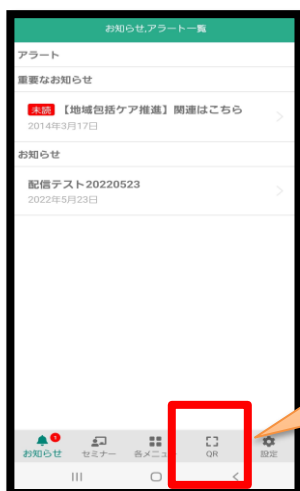 お知らせ,アラート一覧
アラート
重要なお知らせ
未読 【地域包括ケア推進】関連はこちら
2014年3月17日
お知らせ
配信テスト20220523
2022年5月23日
お知らせ セミナー 各メニュー QR 設定